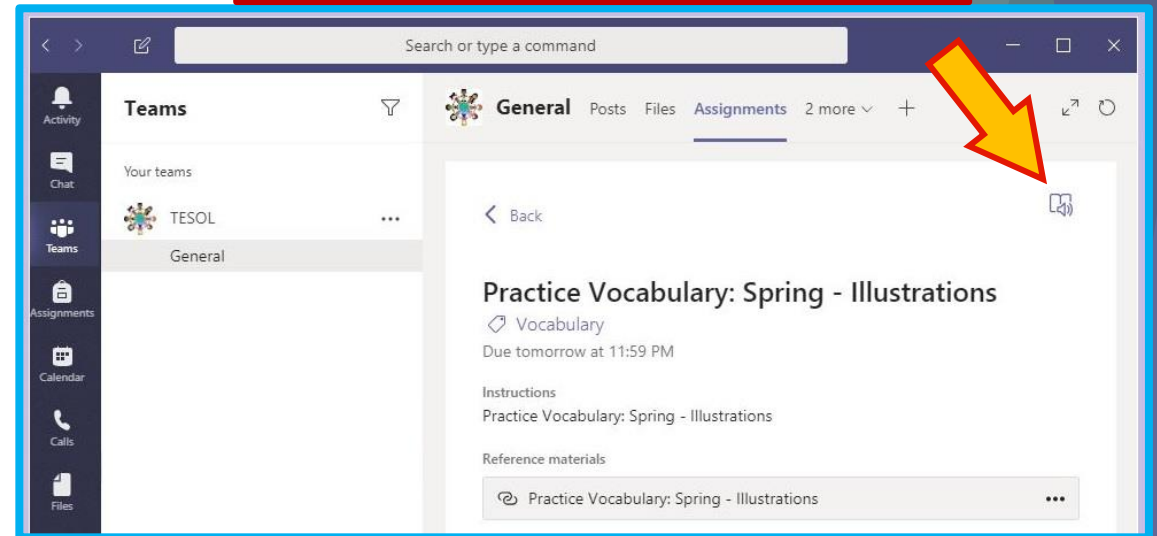 Search or type a command
Activity
Chat
Teams
Assignments
Calendar
Calls
Files
Teams
Your teams
TESOL
General
General Posts Files Assignments 2 more
Back
Practice Vocabulary: Spring - Illustrations
Vocabulary
Due tomorrow at 11:59 PM
Instructions
Practice Vocabulary: Spring - Illustrations
Reference materials
Practice Vocabulary: Spring - Illustrations